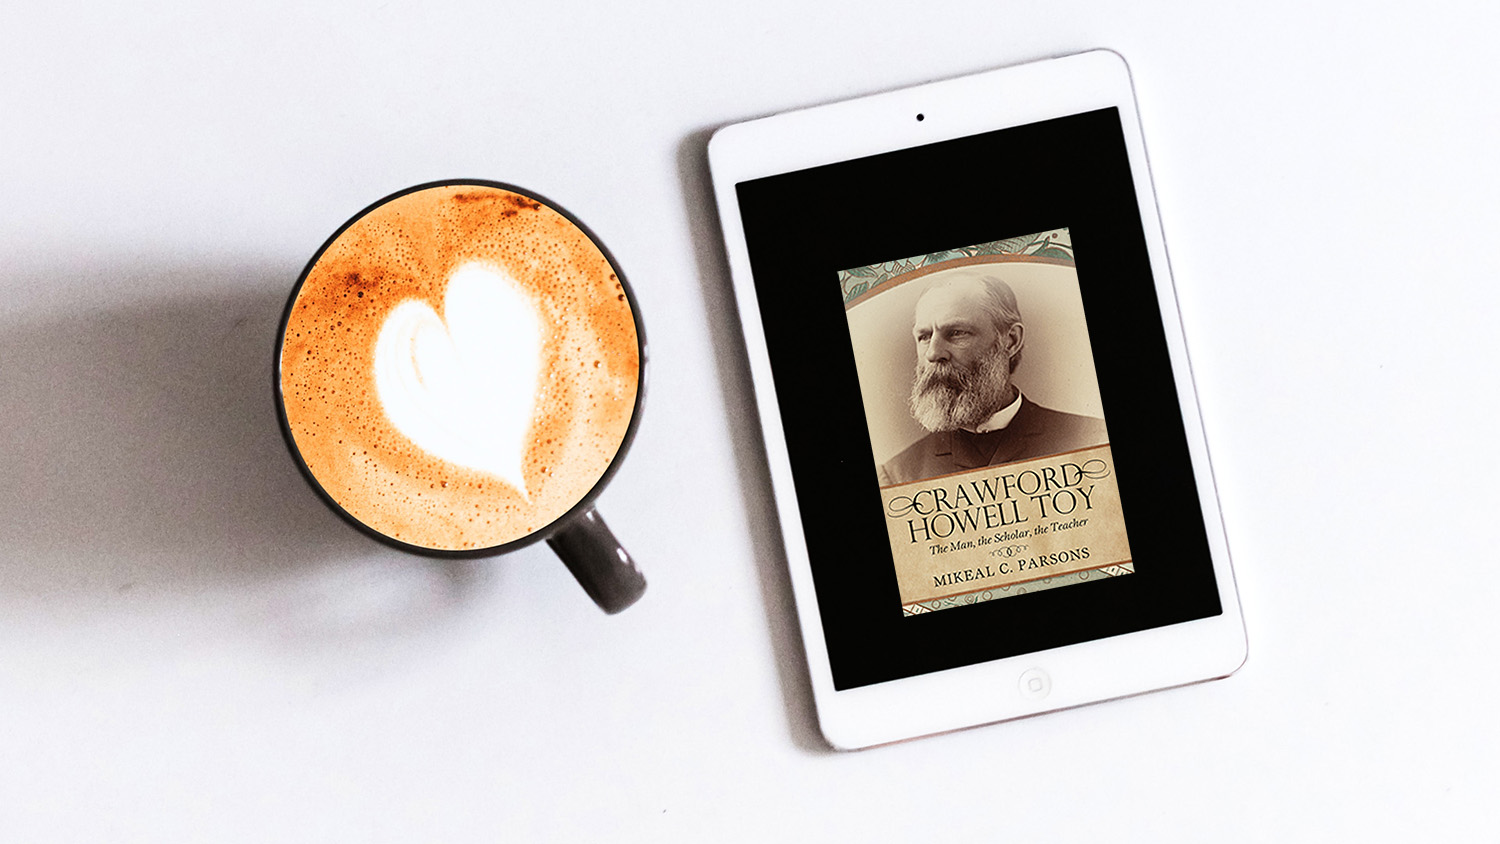 CRAWFORD
HOWELL TOY
The Man, the Scholar, the Teacher
MIKEAL C. PARSONS